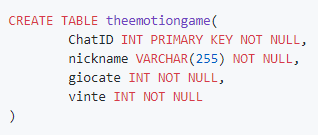 CREATE TABLE theemotiongame(
        ChatID INT PRIMARY KEY NOT NULL,
        nickname VARCHAR(255) NOT NULL,
        giocate INT NOT NULL,
        vinte INT NOT NULL
)